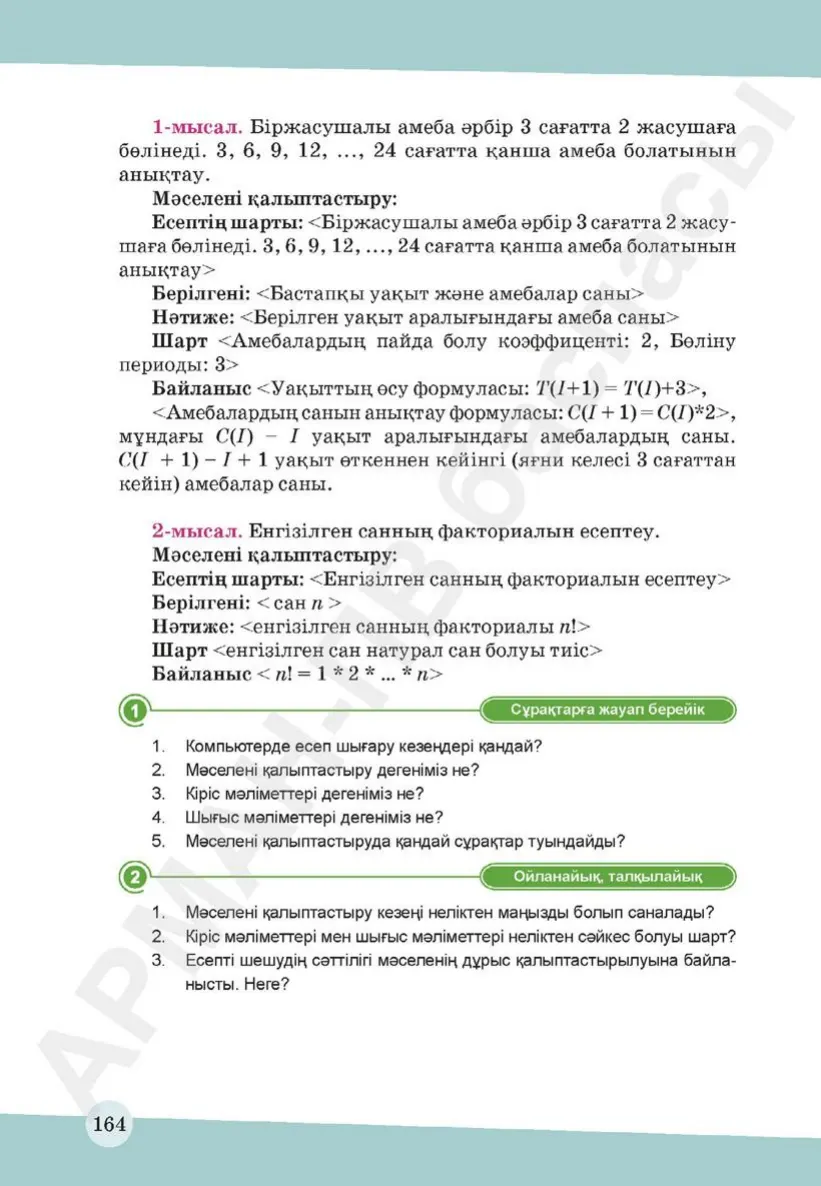 1-мысал. Біржасушалы амеба әрбір 3 сағатта 2 жасушаға
бөлінеді. 3, 6, 9, 12, ..., 24 сағатта қанша амеба болатынын
анықтау.
Мәселені қалыптастыру:
Есептің шарты: <Біржасушалы амеба әрбір 3 сағатта 2 жасу-
шаға бөлінеді. 3, 6, 9, 12, ..., 24 сағатта қанша амеба болатынын
анықтау>
Берілгені: <Бастапқы уақыт және амебалар саны>
Нәтиже: <Берілген уақыт аралығындағы амеба саны>
Шарт <Амебалардың пайда болу коэффиценті: 2, Бөліну
периоды: 3>
Байланыс <Уақыттың өсу формуласы: T(I+1) = T(I)+3>,
<Амебалардың санын анықтау формуласы: C(I + 1) = C(I)*2>,
мұндағы C(I) – I уақыт аралығындағы амебалардың саны.
C(I + 1) – I + 1 уақыт өткеннен кейінгі (яғни келесі 3 сағаттан
кейін) амебалар саны.
2-мысал. Енгізілген санның факториалын есептеу.
Мәселені қалыптастыру:
Есептің шарты: <Енгізілген санның факториалын есептеу>
Берілгені: < сан n >
Нәтиже: <енгізілген санның факториалы n!>
Шарт <енгізілген сан натурал сан болуы тиіс>
Байланыс < n! = 1 * 2 * ... * n>
1 Сұрақтарға жауап берейік
1. Компьютерде есеп шығару кезеңдері қандай?
2. Мәселені қалыптастыру дегеніміз не?
3. Кіріс мәліметтері дегеніміз не?
4. Шығыс мәліметтері дегеніміз не?
5. Мәселені қалыптастыруда қандай сұрақтар туындайды?
2 Ойланайық, талқылайық
1. Мәселені қалыптастыру кезеңі неліктен маңызды болып саналады?
2. Кіріс мәліметтері мен шығыс мәліметтері неліктен сәйкес болуы шарт?
3. Есепті шешудің сәттілігі мәселенің дұрыс қалыптастырылуына байла-
нысты. Неге?
164
АРМАН-ПВ баспасы